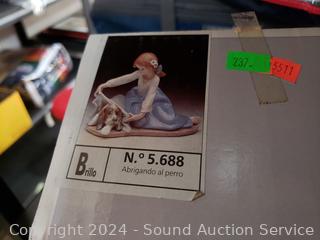 237-
5511
N.º 5.688
Brillo
Abrigando al perro
Copyright 2024 - Sound Auction Service